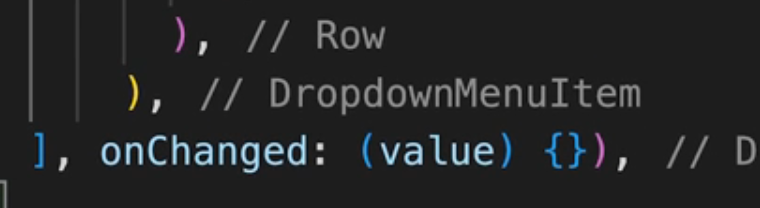 ), // Row
), // DropdownMenuItem
], onChanged: (value) {}), // D